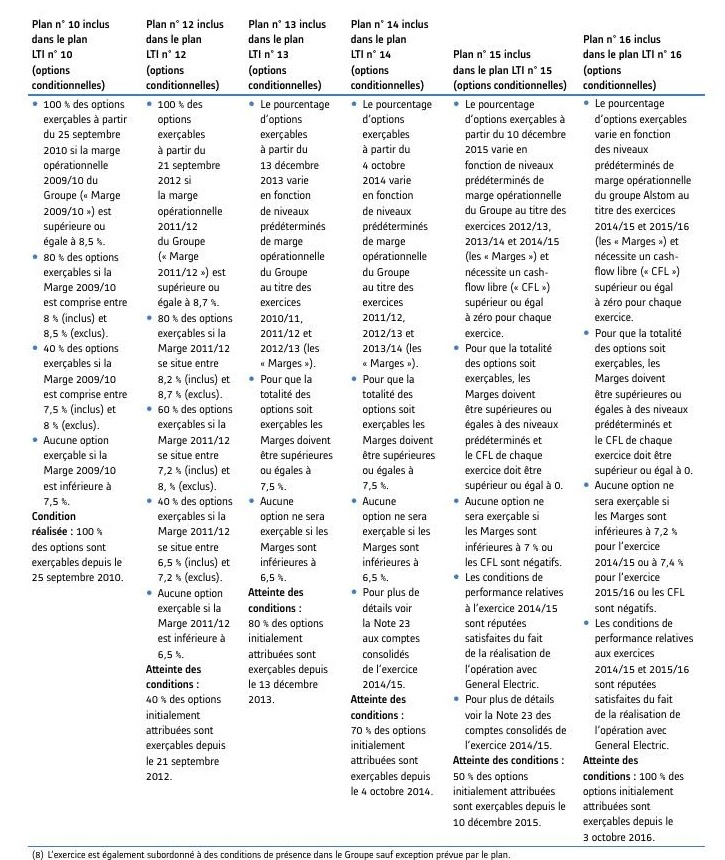 Plan n° 10 inclus
dans le plan
LTI n° 10
(options
conditionnelles)
• 100 % des options
exerçables à partir
du 25 septembre
2010 si la marge
opérationnelle
2009/10 du
Groupe (« Marge
2009/10 ») est
supérieure ou
égale à 8,5 %.
• 80 % des options
exerçables si la
Marge 2009/10
est comprise entre
8 % (inclus) et
8,5 % (exclus).
• 40 % des options
exerçables si la
Marge 2009/10
est comprise entre
7,5 % (inclus) et
8 % (exclus).
• Aucune option
exerçable si la
Marge 2009/10
est inférieure à
7,5 %.
Condition
réalisée : 100 %
des options sont
exerçables depuis le
25 septembre 2010.
Plan n° 12 inclus
dans le plan
LTI n° 12
(options
conditionnelles)
• 100 % des
options
exerçables
à partir du
21 septembre
2012 si
la marge
opérationnelle
2011/12
du Groupe
(« Marge
2011/12 ») est
supérieure ou
égale à 8,7 %.
• 80 % des options
exerçables si la
Marge 2011/12
se situe entre
8,2 % (inclus) et
8,7 % (exclus).
• 60 % des options
exerçables si la
Marge 2011/12
se situe entre
7,2 % (inclus) et
8, % (exclus).
• 40 % des options
exerçables si la
Marge 2011/12
se situe entre
6,5 % (inclus) et
7,2 % (exclus).
• Aucune option
exerçable si la
Marge 2011/12
est inférieur à
6,5 %.
Atteinte des
conditions :
40 % des options
initialement
attribuées sont
exerçables depuis
le 21 septembre
2012.
Plan n° 13 inclus
dans le plan
LTI n° 13
(options
conditionnelles)
• Le pourcentage
d’options
exerçables
à partir du
13 décembre
2013 varie
en fonction
de niveaux
prédéterminés
de marge
opérationnelle
du Groupe
au titre des
exercices
2010/11,
2011/12 et
2012/13 (les
« Marges »).
• Pour que la
totalité des
options soit
exerçables les
Marges doivent
être supérieures
ou égales à
7,5 %.
• Aucune
option ne sera
exerçable si les
Marges sont
inférieures à
6,5 %.
Atteinte des
conditions :
80 % des options
initialement
attribuées sont
exerçables depuis
le 13 décembre
2013.
Plan n° 14 inclus
dans le plan
LTI n° 14
(options
conditionnelles)
• Le pourcentage
d’options
exerçables
à partir du
4 octobre
2014 varie
en fonction
de niveaux
prédéterminés
de marge
opérationnelle
du Groupe
au titre des
exercices
2011/12,
2012/13 et
2013/14 (les
« Marges »).
• Pour que la
totalité des
options soit
exerçables les
Marges doivent
être supérieures
ou égales à
7,5 %.
• Aucune
option ne sera
exerçable si les
Marges sont
inférieures à
6,5 %.
• Pour plus de
détails voir
la Note 23
aux comptes
consolidés
de l’exercice
2014/15.
Atteinte des
conditions :
70 % des options
initialement
attribuées sont
exerçables depuis
le 4 octobre 2014.
Plan n° 15 inclus
dans le plan LTI n° 15
(options conditionnelles)
• Le pourcentage
d’options exerçables à
partir du 10 décembre
2015 varie en
fonction de niveaux
prédéterminés de
marge opérationnelle
du Groupe au titre des
exercices 2012/13,
2013/14 et 2014/15
(les « Marges ») et
nécessite un cash-
flow libre (« CFL »)
supérieur ou égal
à zéro pour chaque
exercice.
• Pour que la totalité
des options soit
exerçables, les
Marges doivent
être supérieures ou
égales à des niveaux
prédéterminés et
le CFL de chaque
exercice doit être
supérieur ou égal à 0.
• Aucune option ne
sera exerçable si
les Marges sont
inférieures à 7 % ou
les CFL sont négatifs.
• Les conditions de
performance relatives
à l’exercice 2014/15
sont réputées
satisfaites du fait
de la réalisation de
l’opération avec
General Electric.
• Pour plus de détails
voir la Note 23 des
comptes consolidés de
l’exercice 2014/15.
Atteinte des conditions :
50 % des options
initialement attribuées
sont exerçables depuis le
10 décembre 2015.
Plan n° 16 inclus
dans le plan LTI n° 16
(options
conditionnelles)
• Le pourcentage
d’options exerçables
varie en fonction
des niveaux
prédéterminés de
marge opérationnelle
du groupe Alstom au
titre des exercices
2014/15 et 2015/16
(les « Marges ») et
nécessite un cash-
flow libre (« CFL »)
supérieur ou égal
à zéro pour chaque
exercice.
• Pour que la totalité
des options soit
exerçables, les
Marges doivent
être supérieures ou
égales à des niveaux
prédéterminés et
le CFL de chaque
exercice doit être
supérieur ou égal à 0.
• Aucune option ne
sera exerçable si
les Marges sont
inférieures à 7,2 %
pour l’exercice
2014/15 ou à 7,4 %
pour l’exercice
2015/16 ou les CFL
sont négatifs.
• Les conditions de
performance relatives
aux exercices
2014/15 et 2015/16
sont réputées
satisfaites du fait
de la réalisation de
l’opération avec
General Electric.
Atteinte des
conditions : 100 % des
options initialement
attribuées sont
exerçables depuis le
3 octobre 2016.
(8) L’exercice est également subordonné à des conditions de présence dans le Groupe sauf exception prévue par le plan.